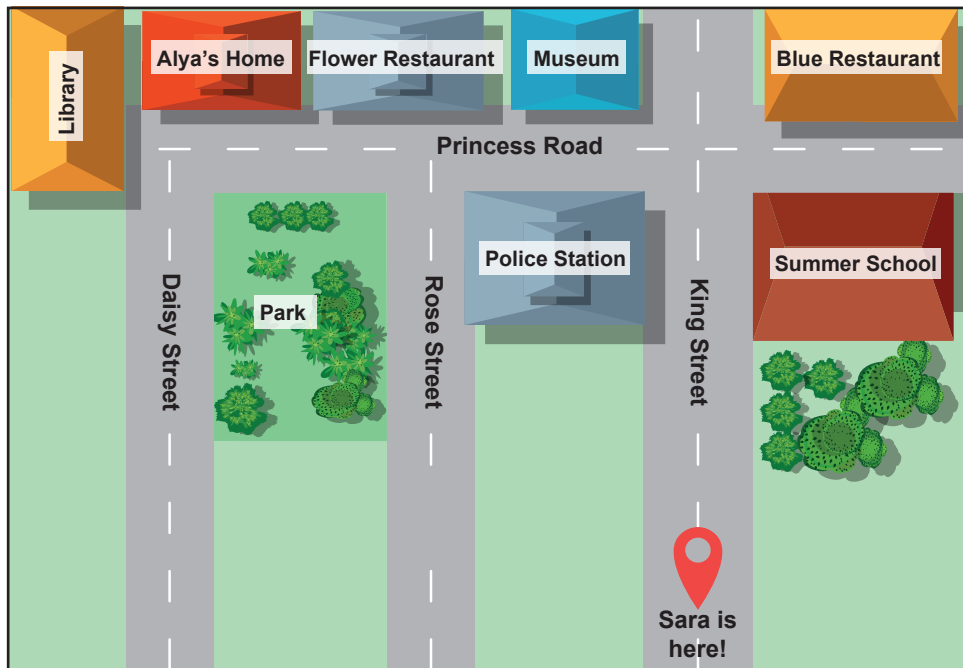 Library
Alya's Home
Flower Restaurant
Museum
Blue Restaurant
Princess Road
Daisy Street
Park
Rose Street
Police Station
King Street
Summer School
Sara is
here!